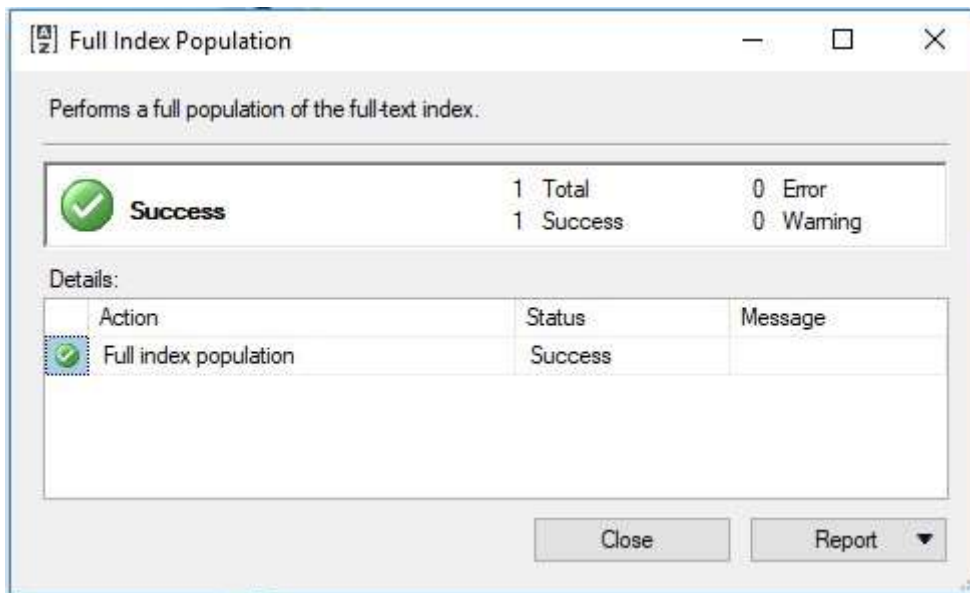 Full Index Population
Performs a full population of the full-text index.
Success
1 Total 0 Error
1 Success 0 Warning
Details:
Action Status Message
Full index population Success
Close Report